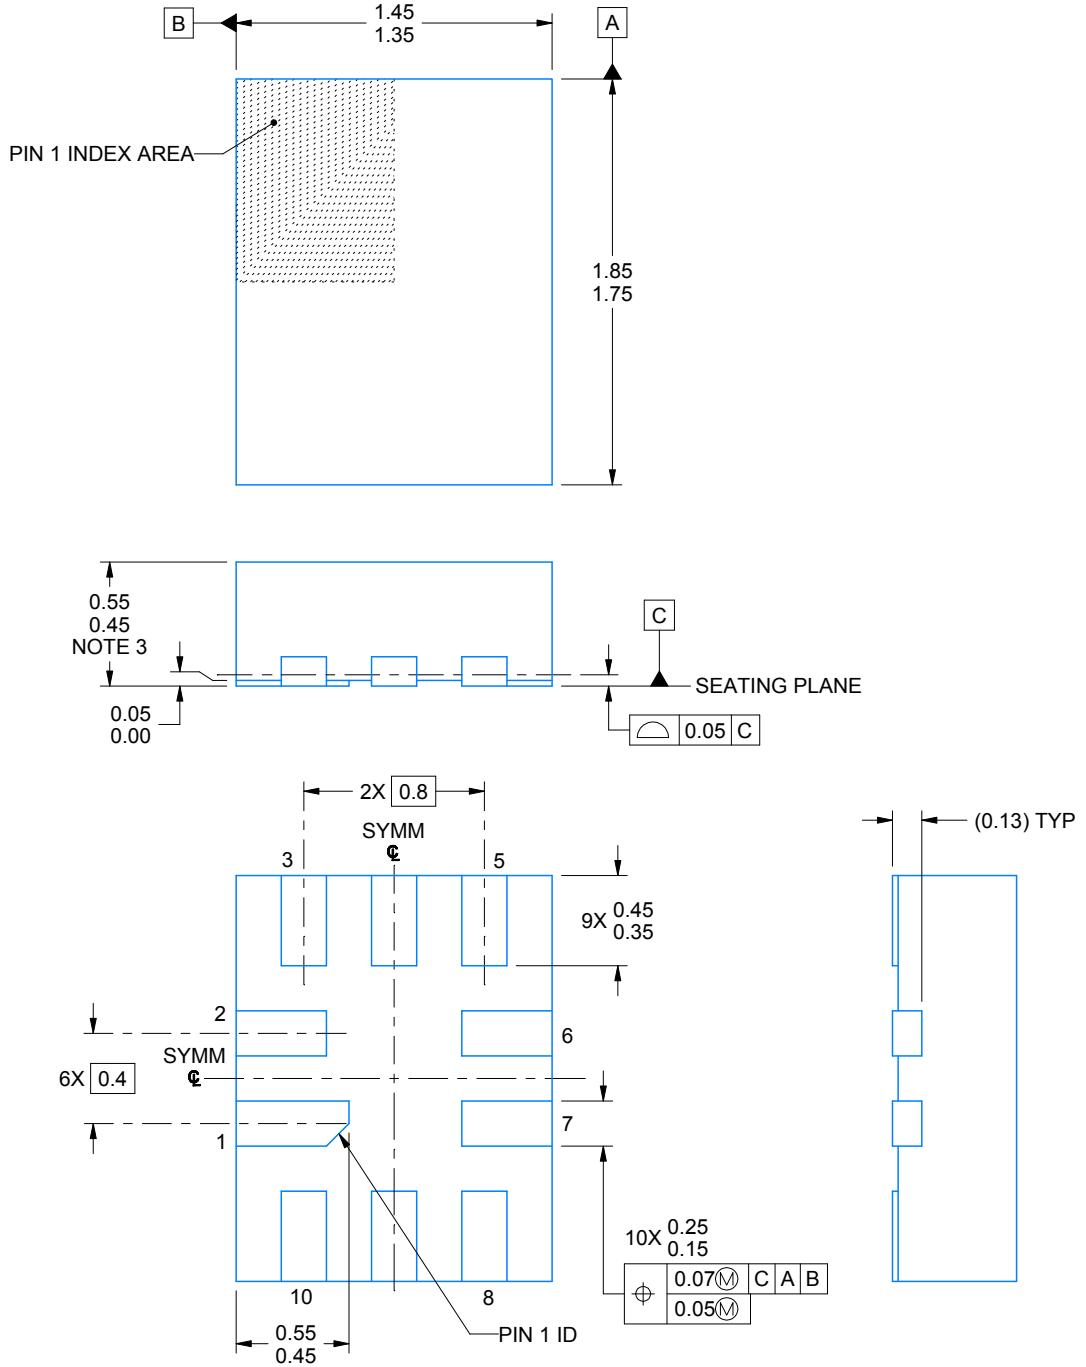 B
1.45
1.35
A
PIN 1 INDEX AREA
1.85
1.75
0.55
0.45
NOTE 3
C
SEATING PLANE
0.05
0.00
0.05 C
2X 0.8
(0.13) TYP
SYMM
℄
3
5
9X 0.45
0.35
2
6
SYMM
℄
6X 0.4
7
1
10X 0.25
0.15
10
8
0.07Ⓜ C A B
0.05Ⓜ
PIN 1 ID
0.55
0.45